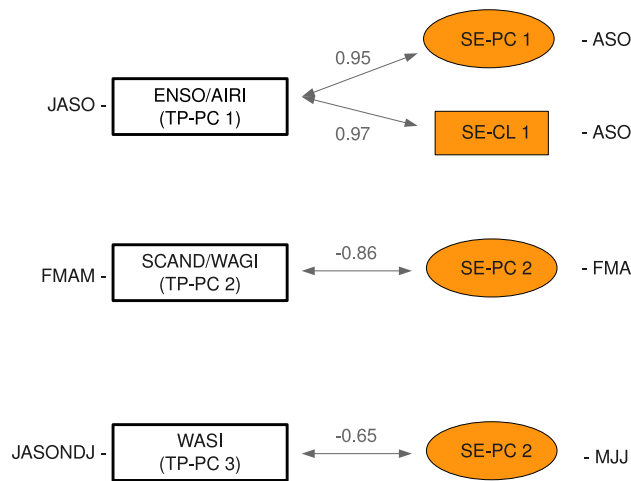 SE-PC 1 - ASO
0.95
JASO - ENSO/AIRI
(TP-PC 1)
0.97
SE-CL 1 - ASO
FMAM - SCAND/WAGI
(TP-PC 2)
-0.86
SE-PC 2 - FMA
JASONDJ - WASI
(TP-PC 3)
-0.65
SE-PC 2 - MJJ